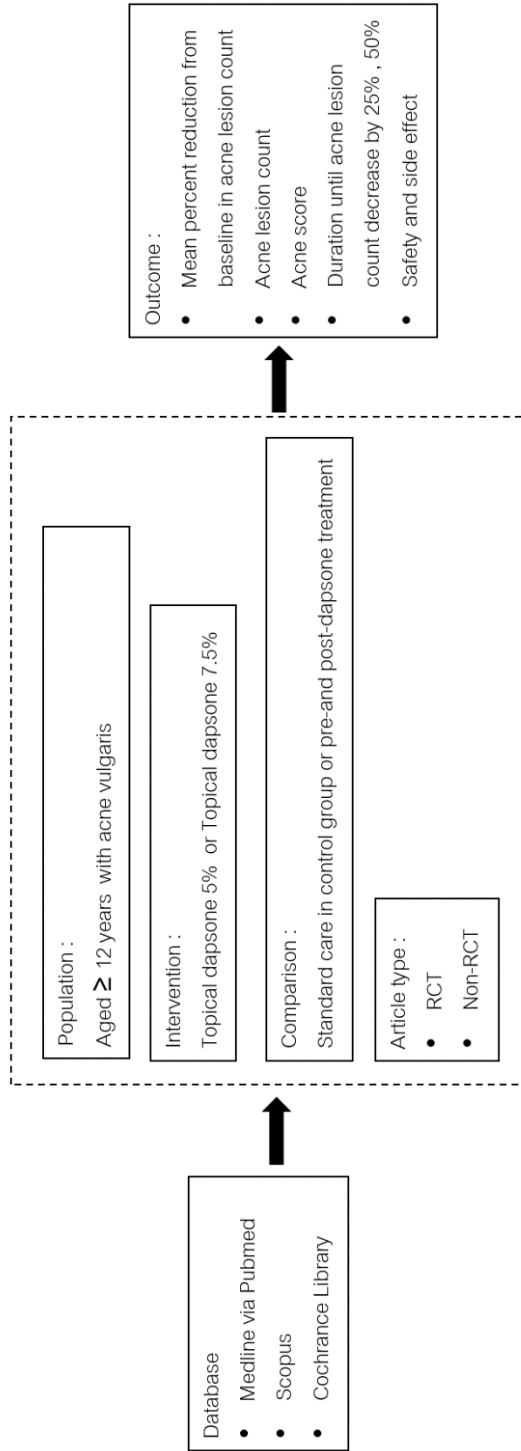 Database
• Medline via Pubmed
• Scopus
• Cochrance Library
Population :
Aged ≥ 12 years with acne vulgaris
Intervention :
Topical dapsone 5% or Topical dapsone 7.5%
Comparison :
Standard care in control group or pre-and post-dapsone treatment
Article type :
• RCT
• Non-RCT
Outcome :
• Mean percent reduction from
baseline in acne lesion count
• Acne lesion count
• Acne score
• Duration until acne lesion
count decrease by 25% , 50%
• Safety and side effect